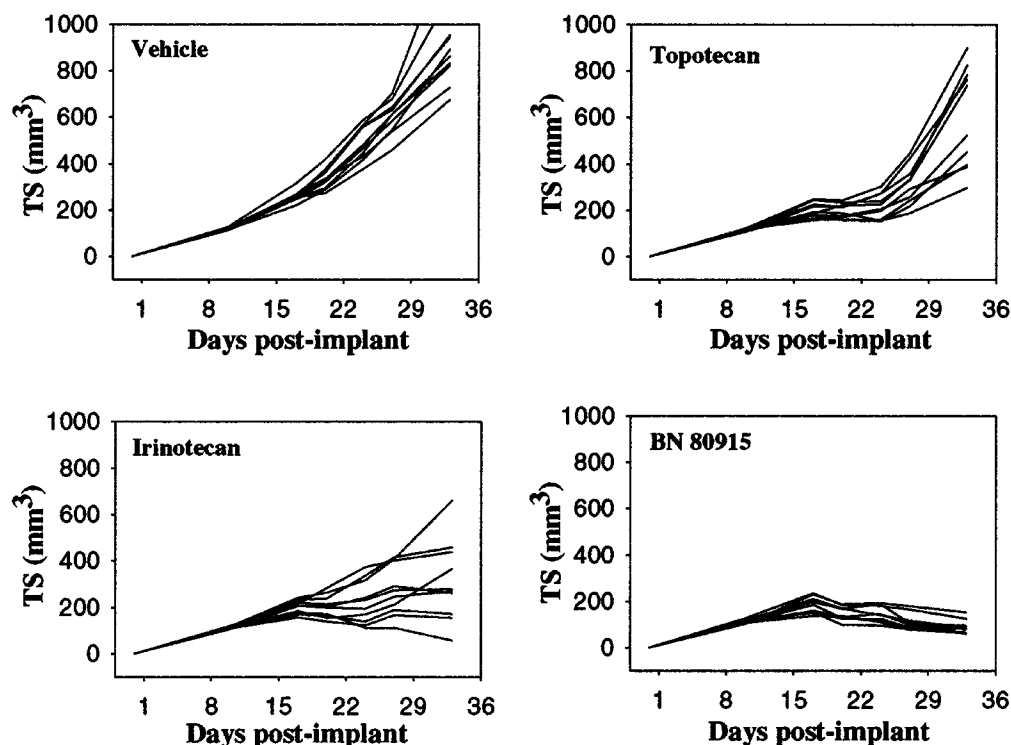 Vehicle
TS (mm³)
1000
800
600
400
200
0
1 8 15 22 29 36
Days post-implant
Topotecan
TS (mm³)
1000
800
600
400
200
0
1 8 15 22 29 36
Days post-implant
Irinotecan
TS (mm³)
1000
800
600
400
200
0
1 8 15 22 29 36
Days post-implant
BN 80915
TS (mm³)
1000
800
600
400
200
0
1 8 15 22 29 36
Days post-implant